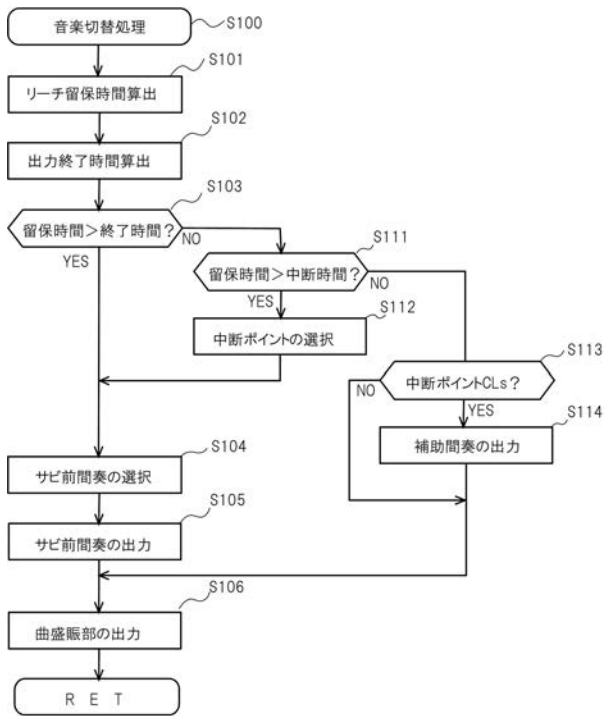 音楽切替処理
S100
S101
リーチ留保時間算出
S102
出力終了時間算出
S103
留保時間>終了時間?
NO
YES
S111
留保時間>中断時間?
NO
YES
S112
中断ポイントの選択
S113
中断ポイントCLs?
NO
YES
S114
補助間奏の出力
S104
サビ前間奏の選択
S105
サビ前間奏の出力
S106
曲盛賑部の出力
R E T